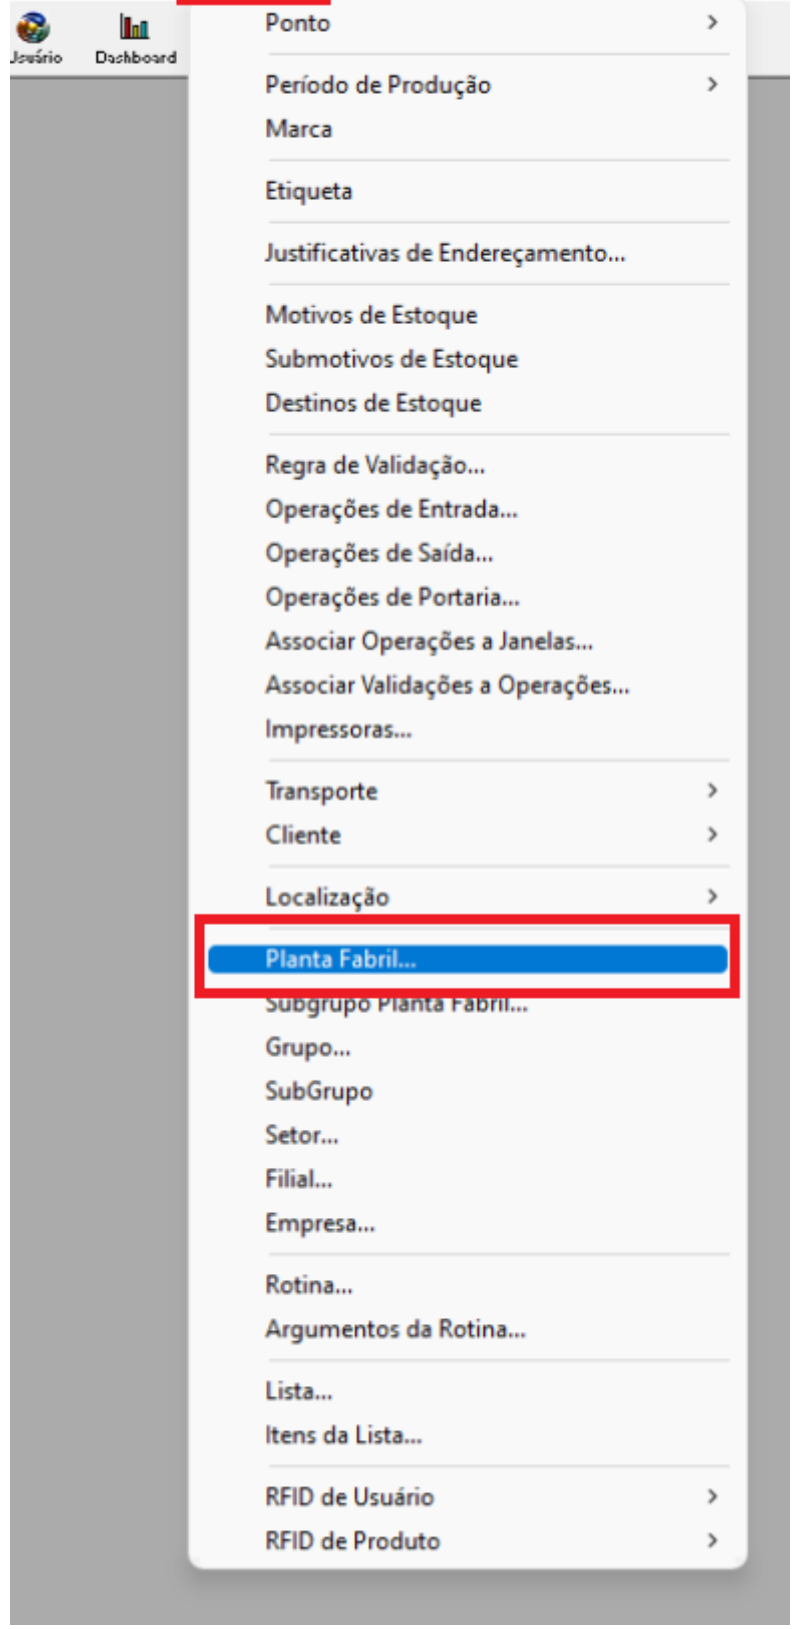 Ponto
Usuário Dashboard
Período de Produção
Marca
Etiqueta
Justificativas de Endereçamento...
Motivos de Estoque
Submotivos de Estoque
Destinos de Estoque
Regra de Validação...
Operações de Entrada...
Operações de Saída...
Operações de Portaria...
Associar Operações a Janelas...
Associar Validações a Operações...
Impressoras...
Transporte
Cliente
Localização
Planta Fabril...
Subgrupo Planta Fabril...
Grupo...
SubGrupo
Setor...
Filial...
Empresa...
Rotina...
Argumentos da Rotina...
Lista...
Itens da Lista...
RFID de Usuário
RFID de Produto